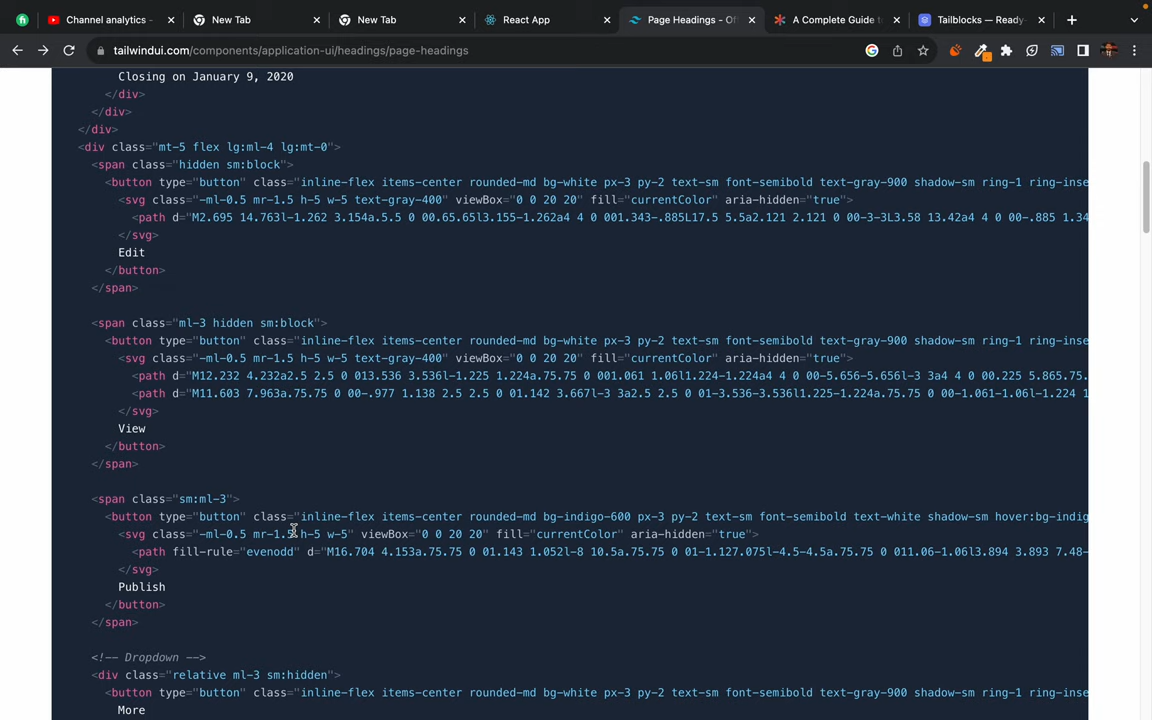 Channel analytics -
New Tab
New Tab
React App
Page Headings - Of
A Complete Guide to
Tailblocks — Ready-
tailwindui.com/components/application-ui/headings/page-headings
Closing on January 9, 2020
</div>
</div>
</div>
<div class="mt-5 flex lg:ml-4 lg:mt-0">
<span class="hidden sm:block">
<button type="button" class="inline-flex items-center rounded-md bg-white px-3 py-2 text-sm font-semibold text-gray-900 shadow-sm ring-1 ring-inse
<svg class="-ml-0.5 mr-1.5 h-5 w-5 text-gray-400" viewBox="0 0 20 20" fill="currentColor" aria-hidden="true">
<path d="M2.695 14.763l-1.262 3.154a.5.5 0 00.65.65l3.155-1.262a4 4 0 001.343-.885L17.5 5.5a2.121 2.121 0 00-3-3L3.58 13.42a4 4 0 00-.885 1.34
</svg>
Edit
</button>
</span>
<span class="ml-3 hidden sm:block">
<button type="button" class="inline-flex items-center rounded-md bg-white px-3 py-2 text-sm font-semibold text-gray-900 shadow-sm ring-1 ring-inse
<svg class="-ml-0.5 mr-1.5 h-5 w-5 text-gray-400" viewBox="0 0 20 20" fill="currentColor" aria-hidden="true">
<path d="M12.232 4.232a2.5 2.5 0 013.536 3.536l-1.225 1.224a.75.75 0 001.061 1.06l1.224-1.224a4 4 0 00-5.656-5.656l-3 3a4 4 0 00.225 5.865.75.
<path d="M11.603 7.963a.75.75 0 00-.977 1.138 2.5 2.5 0 01.142 3.667l-3 3a2.5 2.5 0 01-3.536-3.536l1.225-1.224a.75.75 0 00-1.061-1.06l-1.224 1
</svg>
View
</button>
</span>
<span class="sm:ml-3">
<button type="button" class="inline-flex items-center rounded-md bg-indigo-600 px-3 py-2 text-sm font-semibold text-white shadow-sm hover:bg-indig
<svg class="-ml-0.5 mr-1.5 h-5 w-5" viewBox="0 0 20 20" fill="currentColor" aria-hidden="true">
<path fill-rule="evenodd" d="M16.704 4.153a.75.75 0 01.143 1.052l-8 10.5a.75.75 0 01-1.127.075l-4.5-4.5a.75.75 0 011.06-1.06l3.894 3.893 7.48-
</svg>
Publish
</button>
</span>
<!-- Dropdown -->
<div class="relative ml-3 sm:hidden">
<button type="button" class="inline-flex items-center rounded-md bg-white px-3 py-2 text-sm font-semibold text-gray-900 shadow-sm ring-1 ring-inse
More